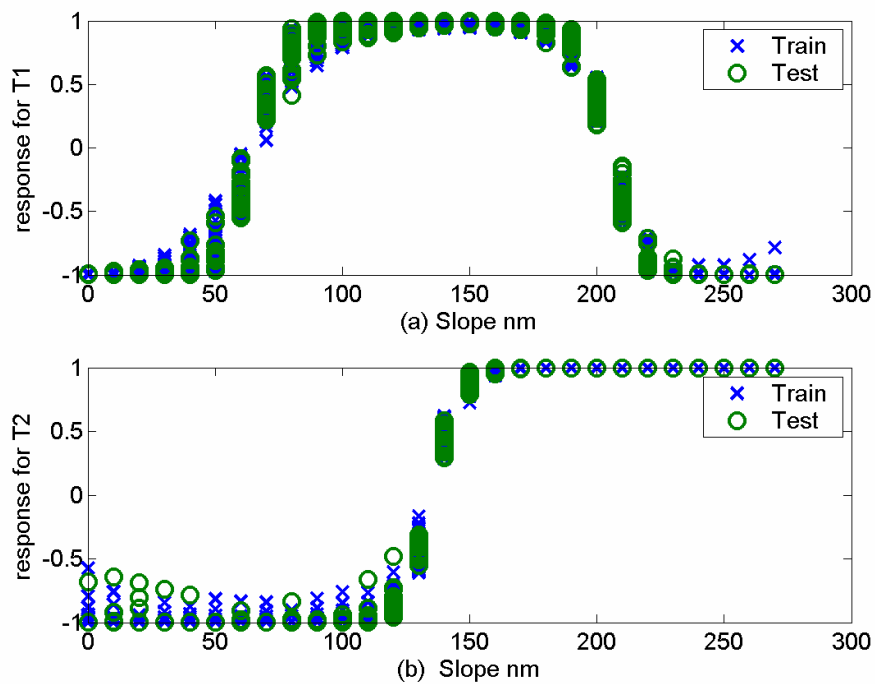 1
0.5
0
-0.5
-1
response for T1
Train
Test
0 50 100 150 200 250 300
(a) Slope nm
1
0.5
0
-0.5
-1
response for T2
Train
Test
0 50 100 150 200 250 300
(b) Slope nm